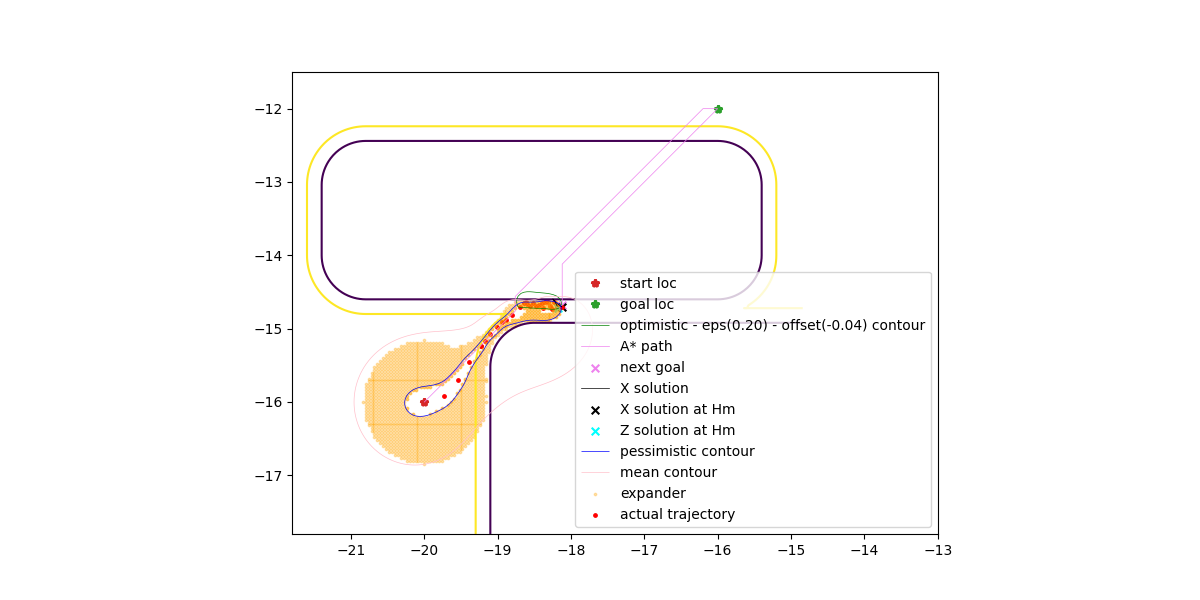 −12
−13
−14
−15
−16
−17
−21
−20
−19
−18
−17
−16
−15
−14
−13
start loc
goal loc
optimistic - eps(0.20) - offset(-0.04) contour
A* path
next goal
X solution
X solution at Hm
Z solution at Hm
pessimistic contour
mean contour
expander
actual trajectory